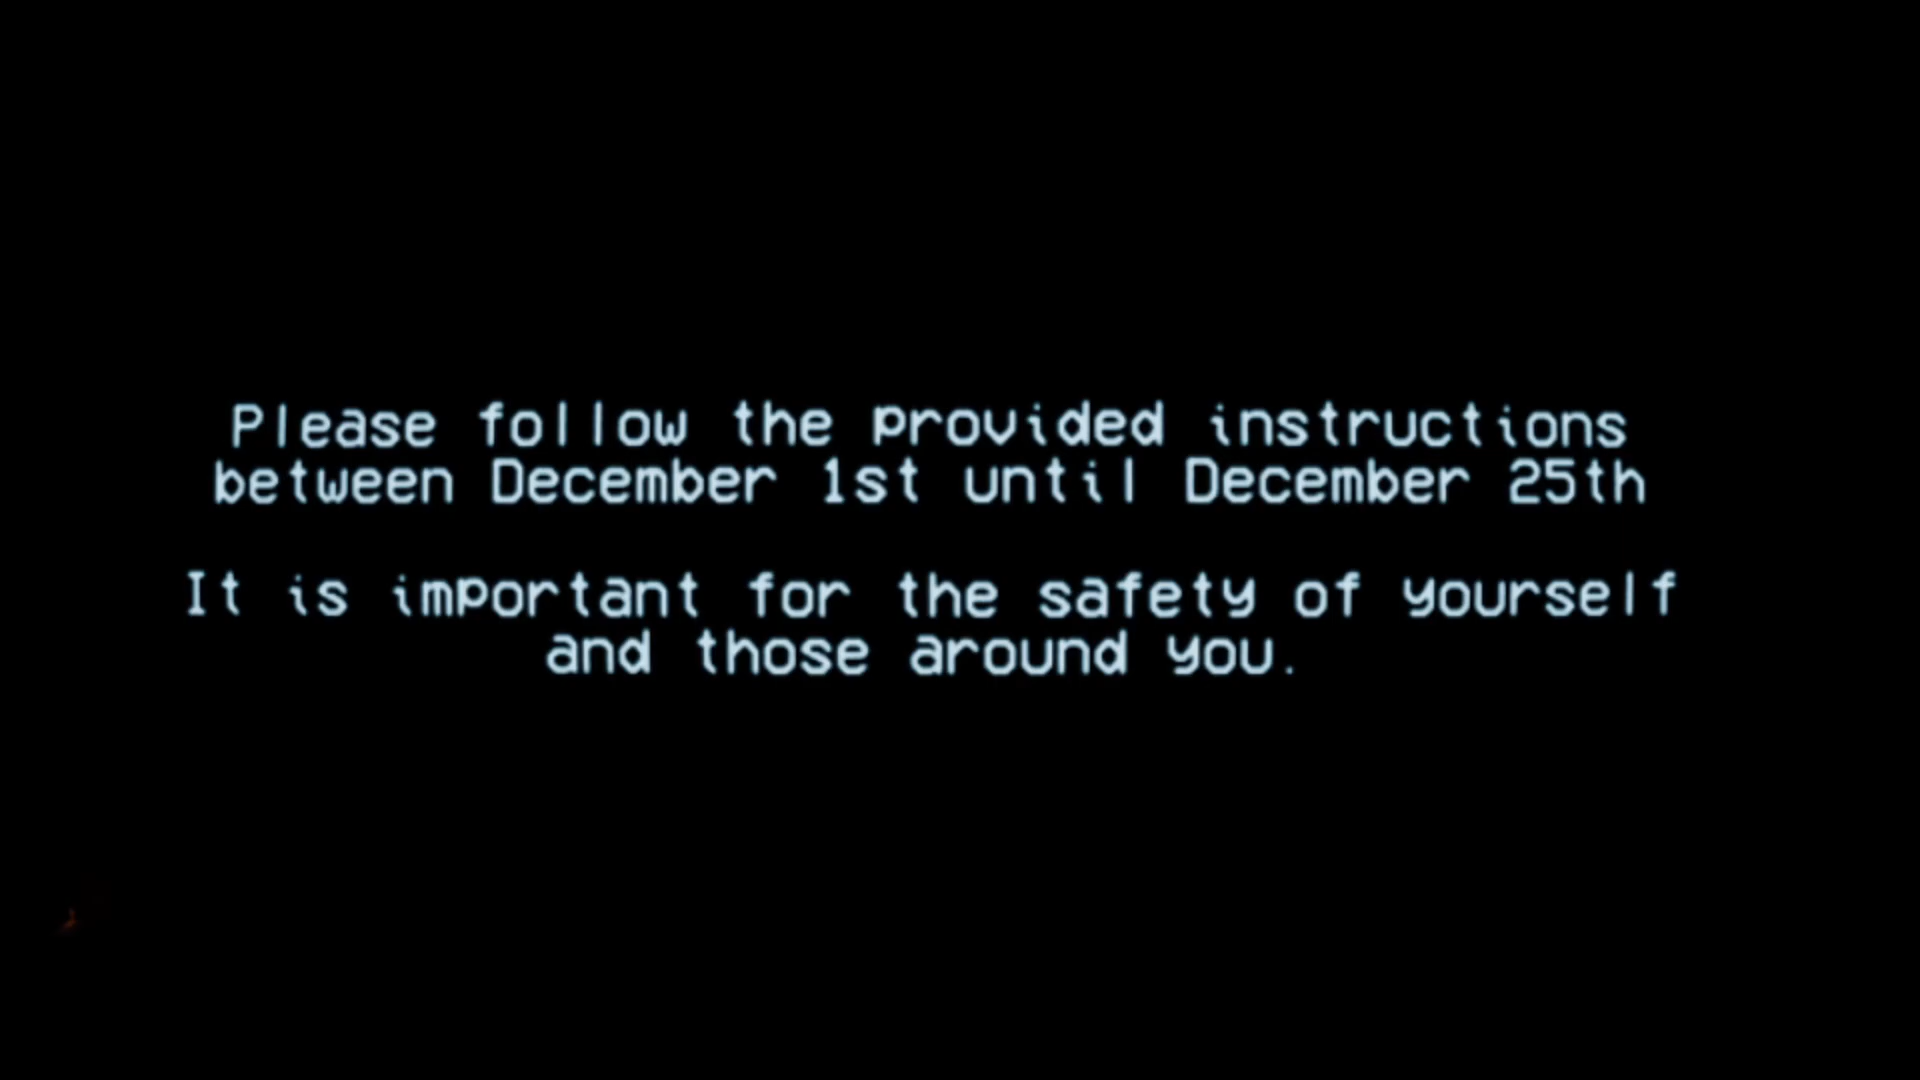 Please follow the provided instructions
between December 1st until December 25th
It is important for the safety of yourself
and those around you.